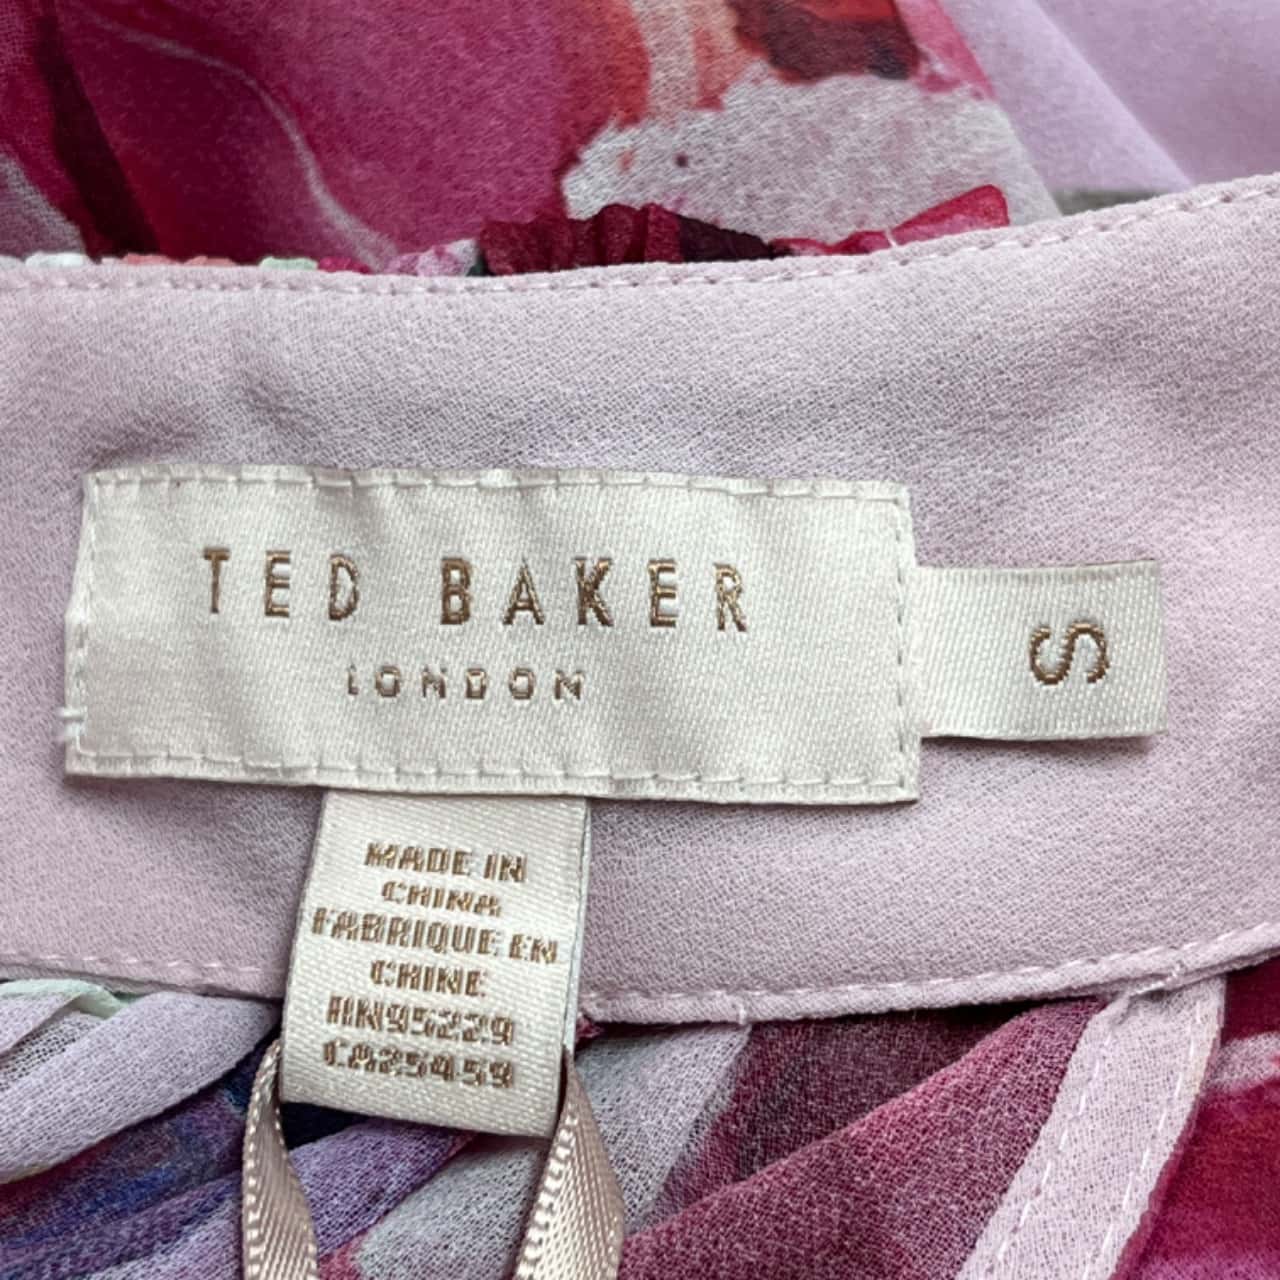 TED BAKER
LONDON
S
MADE IN
CHINA
FABRIQUE EN
CHINE
RN95229
CA25459